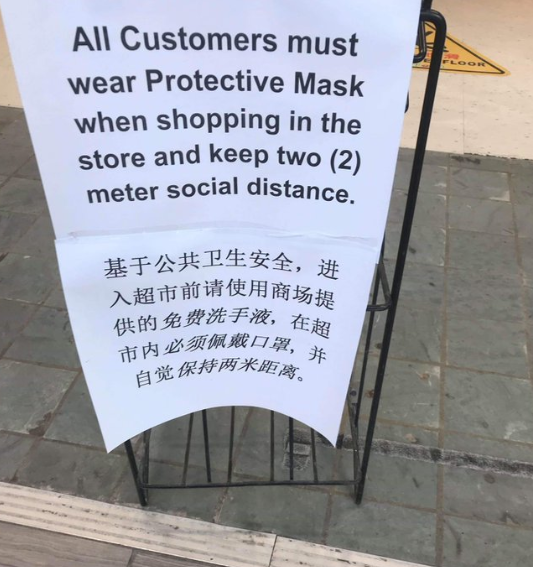 All Customers must
wear Protective Mask
when shopping in the
store and keep two (2)
meter social distance.
基于公共卫生安全，进
入超市前请使用商场提
供的免费洗手液，在超
市内必须佩戴口罩，并
自觉保持两米距离。
FLOOR